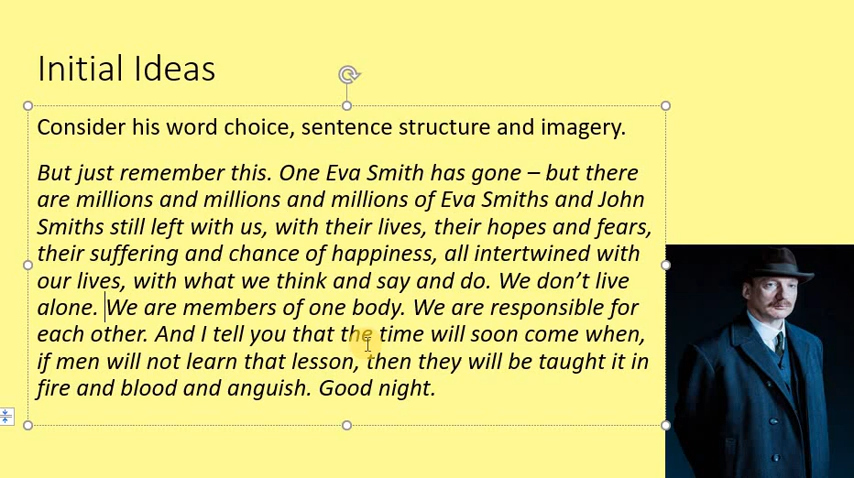 Initial Ideas
Consider his word choice, sentence structure and imagery.
But just remember this. One Eva Smith has gone – but there
are millions and millions and millions of Eva Smiths and John
Smiths still left with us, with their lives, their hopes and fears,
their suffering and chance of happiness, all intertwined with
our lives, with what we think and say and do. We don’t live
alone. We are members of one body. We are responsible for
each other. And I tell you that the time will soon come when,
if men will not learn that lesson, then they will be taught it in
fire and blood and anguish. Good night.